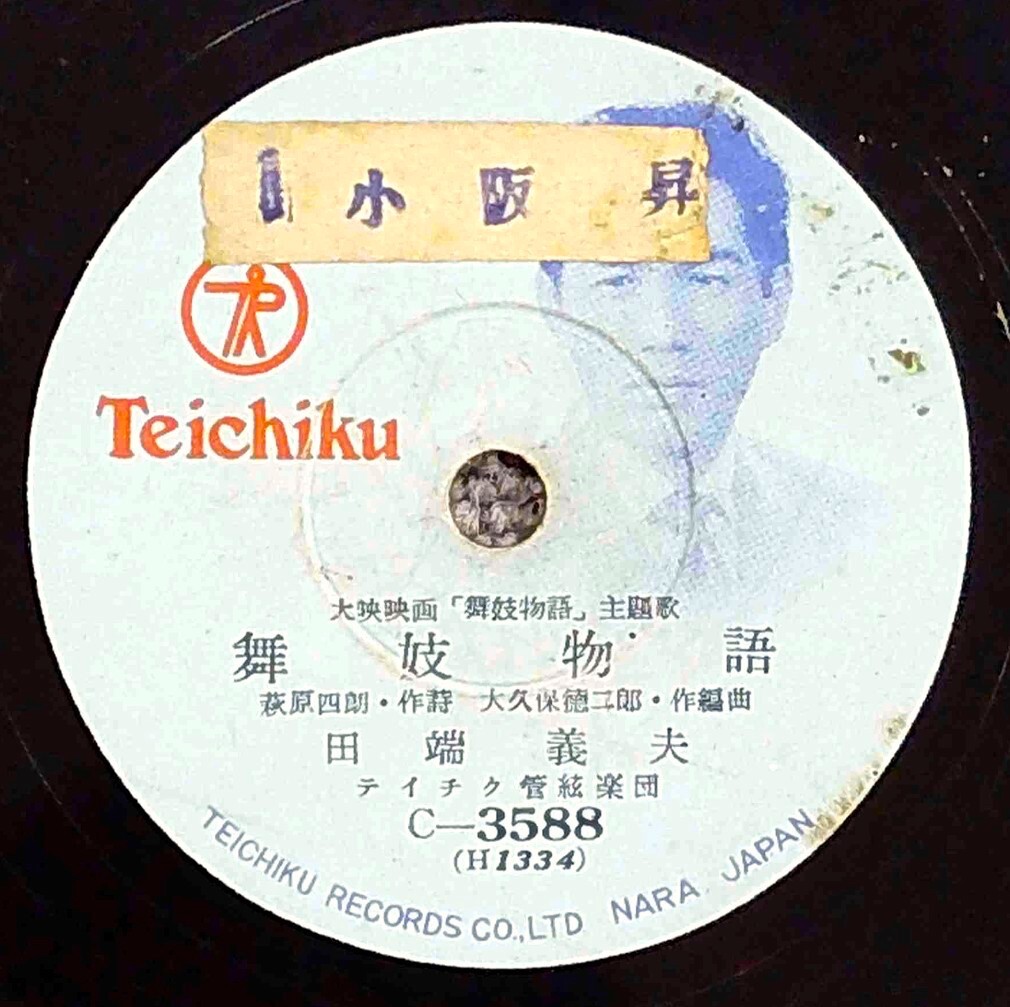 小阪 昇
Teichiku
大映映画「舞妓物語」主題歌
舞妓物語
萩原四朗・作詩 大久保徳二郎・作編曲
田端義夫
テイチク管絃楽団
C—3588
(H1334)
TEICHIKU RECORDS CO.,LTD NARA. JAPAN